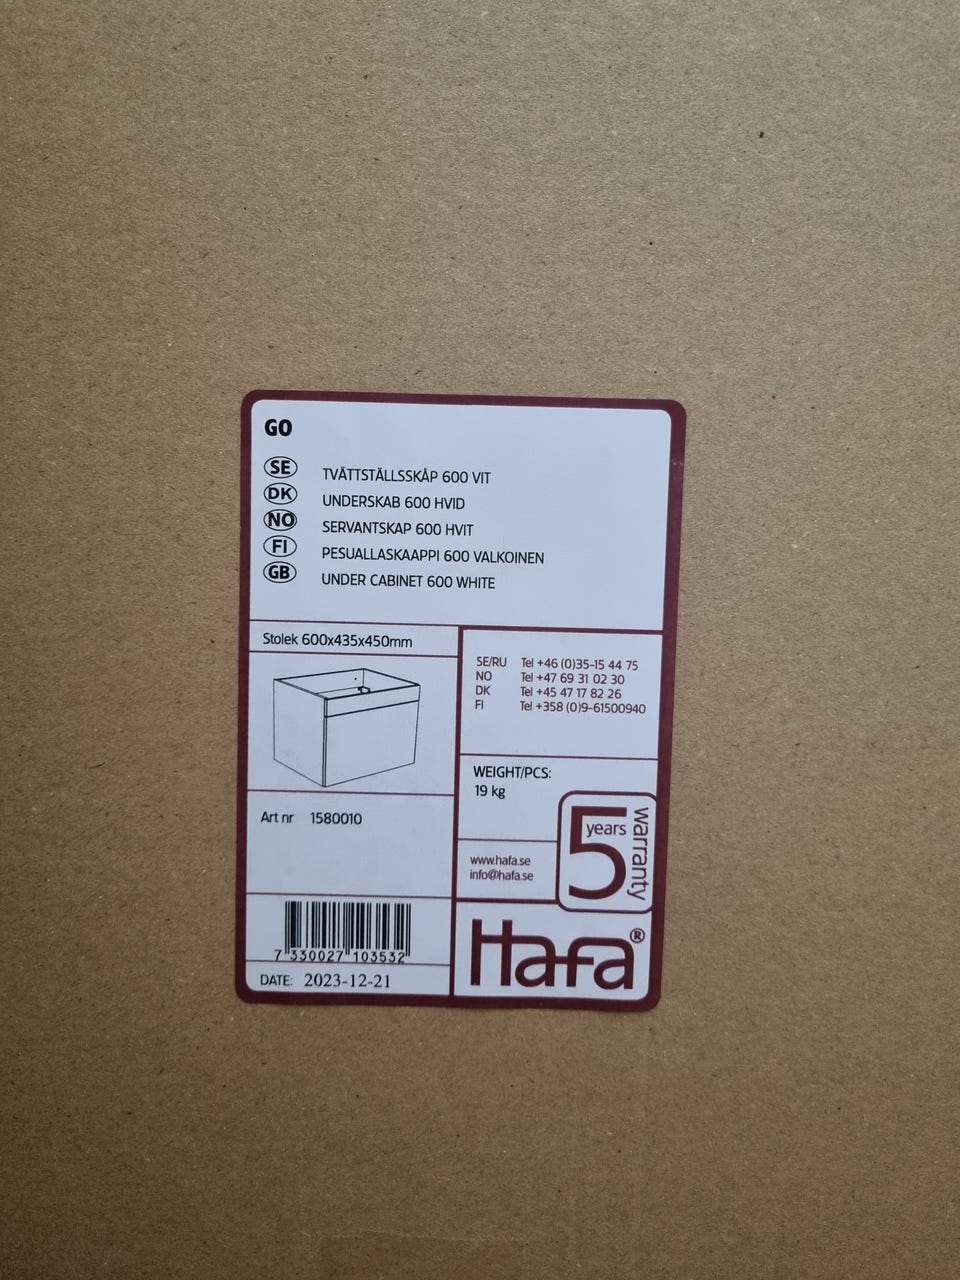 GO
SE TVÄTTSTÄLLSSKÅP 600 VIT
DK UNDERSKAB 600 HVID
NO SERVANTSKAP 600 HVIT
FI PESUALLASKAAPPI 600 VALKOINEN
GB UNDER CABINET 600 WHITE
Stolek 600x435x450mm
SE/RU Tel +46 (0)35-15 44 75
NO Tel +47 69 31 02 30
DK Tel +45 47 17 82 26
FI Tel +358 (0)9-61500940
WEIGHT/PCS:
19 kg
Art nr 1580010
5 years warranty
www.hafa.se
info@hafa.se
7 330027 103532
DATE: 2023-12-21
Hafa®